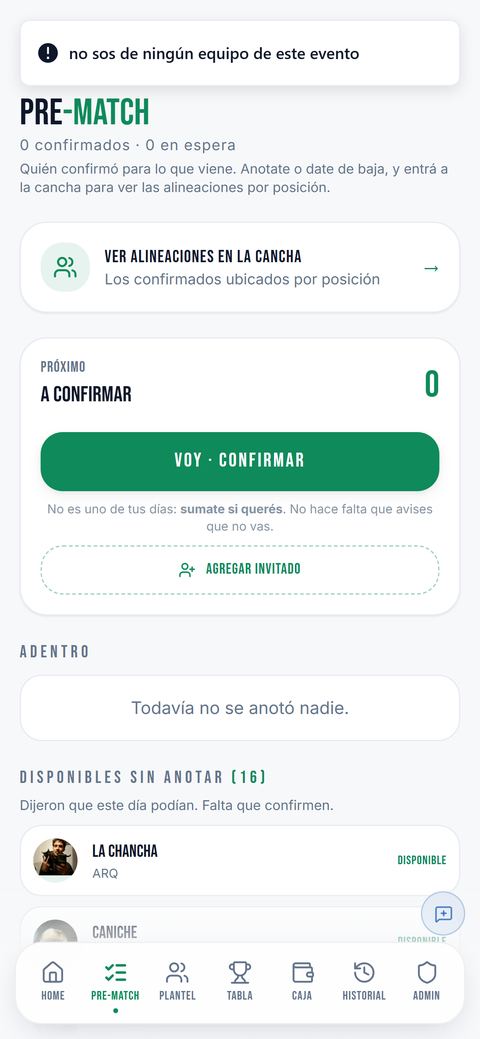 no sos de ningún equipo de este evento
PRE-MATCH
0 confirmados · 0 en espera
Quién confirmó para lo que viene. Anotate o date de baja, y entrá a
la cancha para ver las alineaciones por posición.
VER ALINEACIONES EN LA CANCHA
Los confirmados ubicados por posición
→
PRÓXIMO
A CONFIRMAR
0
VOY · CONFIRMAR
No es uno de tus días: sumate si querés. No hace falta que avises
que no vas.
AGREGAR INVITADO
ADENTRO
Todavía no se anotó nadie.
DISPONIBLES SIN ANOTAR (16)
Dijeron que este día podían. Falta que confirmen.
LA CHANCHA
ARQ
DISPONIBLE
CANICHE
DISPONIBLE
HOME
PRE-MATCH
PLANTEL
TABLA
CAJA
HISTORIAL
ADMIN